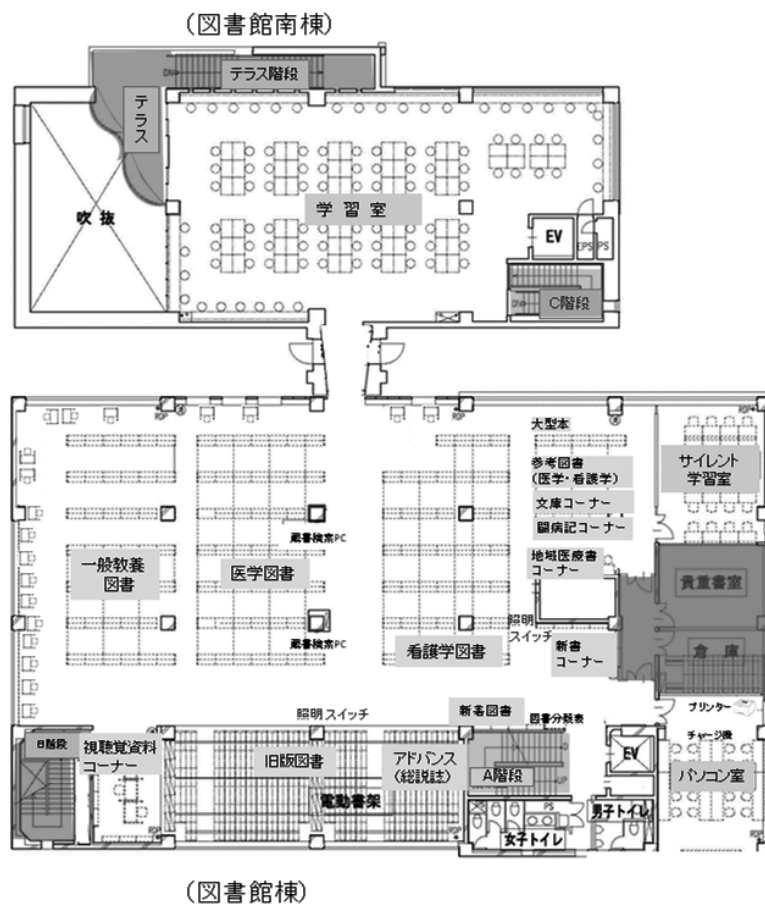 (図書館南棟)
DN
テラス階段
テラス
吹抜
学習室
EV
EPS
PS
DN
C階段
大型本
参考図書
(医学・看護学)
文庫コーナー
闘病記コーナー
地域医療書
コーナー
サイレント
学習室
蔵書検索PC
一般教養
図書
医学図書
貴重書室
照明
スイッチ
看護学図書
新書
コーナー
倉庫
蔵書検索PC
プリンター
照明スイッチ
新着図書
図書分類表
チャージ機
B階段
視聴覚資料
コーナー
旧版図書
アドバンス
(総説誌)
A階段
EV
パソコン室
電動書架
PS
女子トイレ
男子トイレ
(図書館棟)